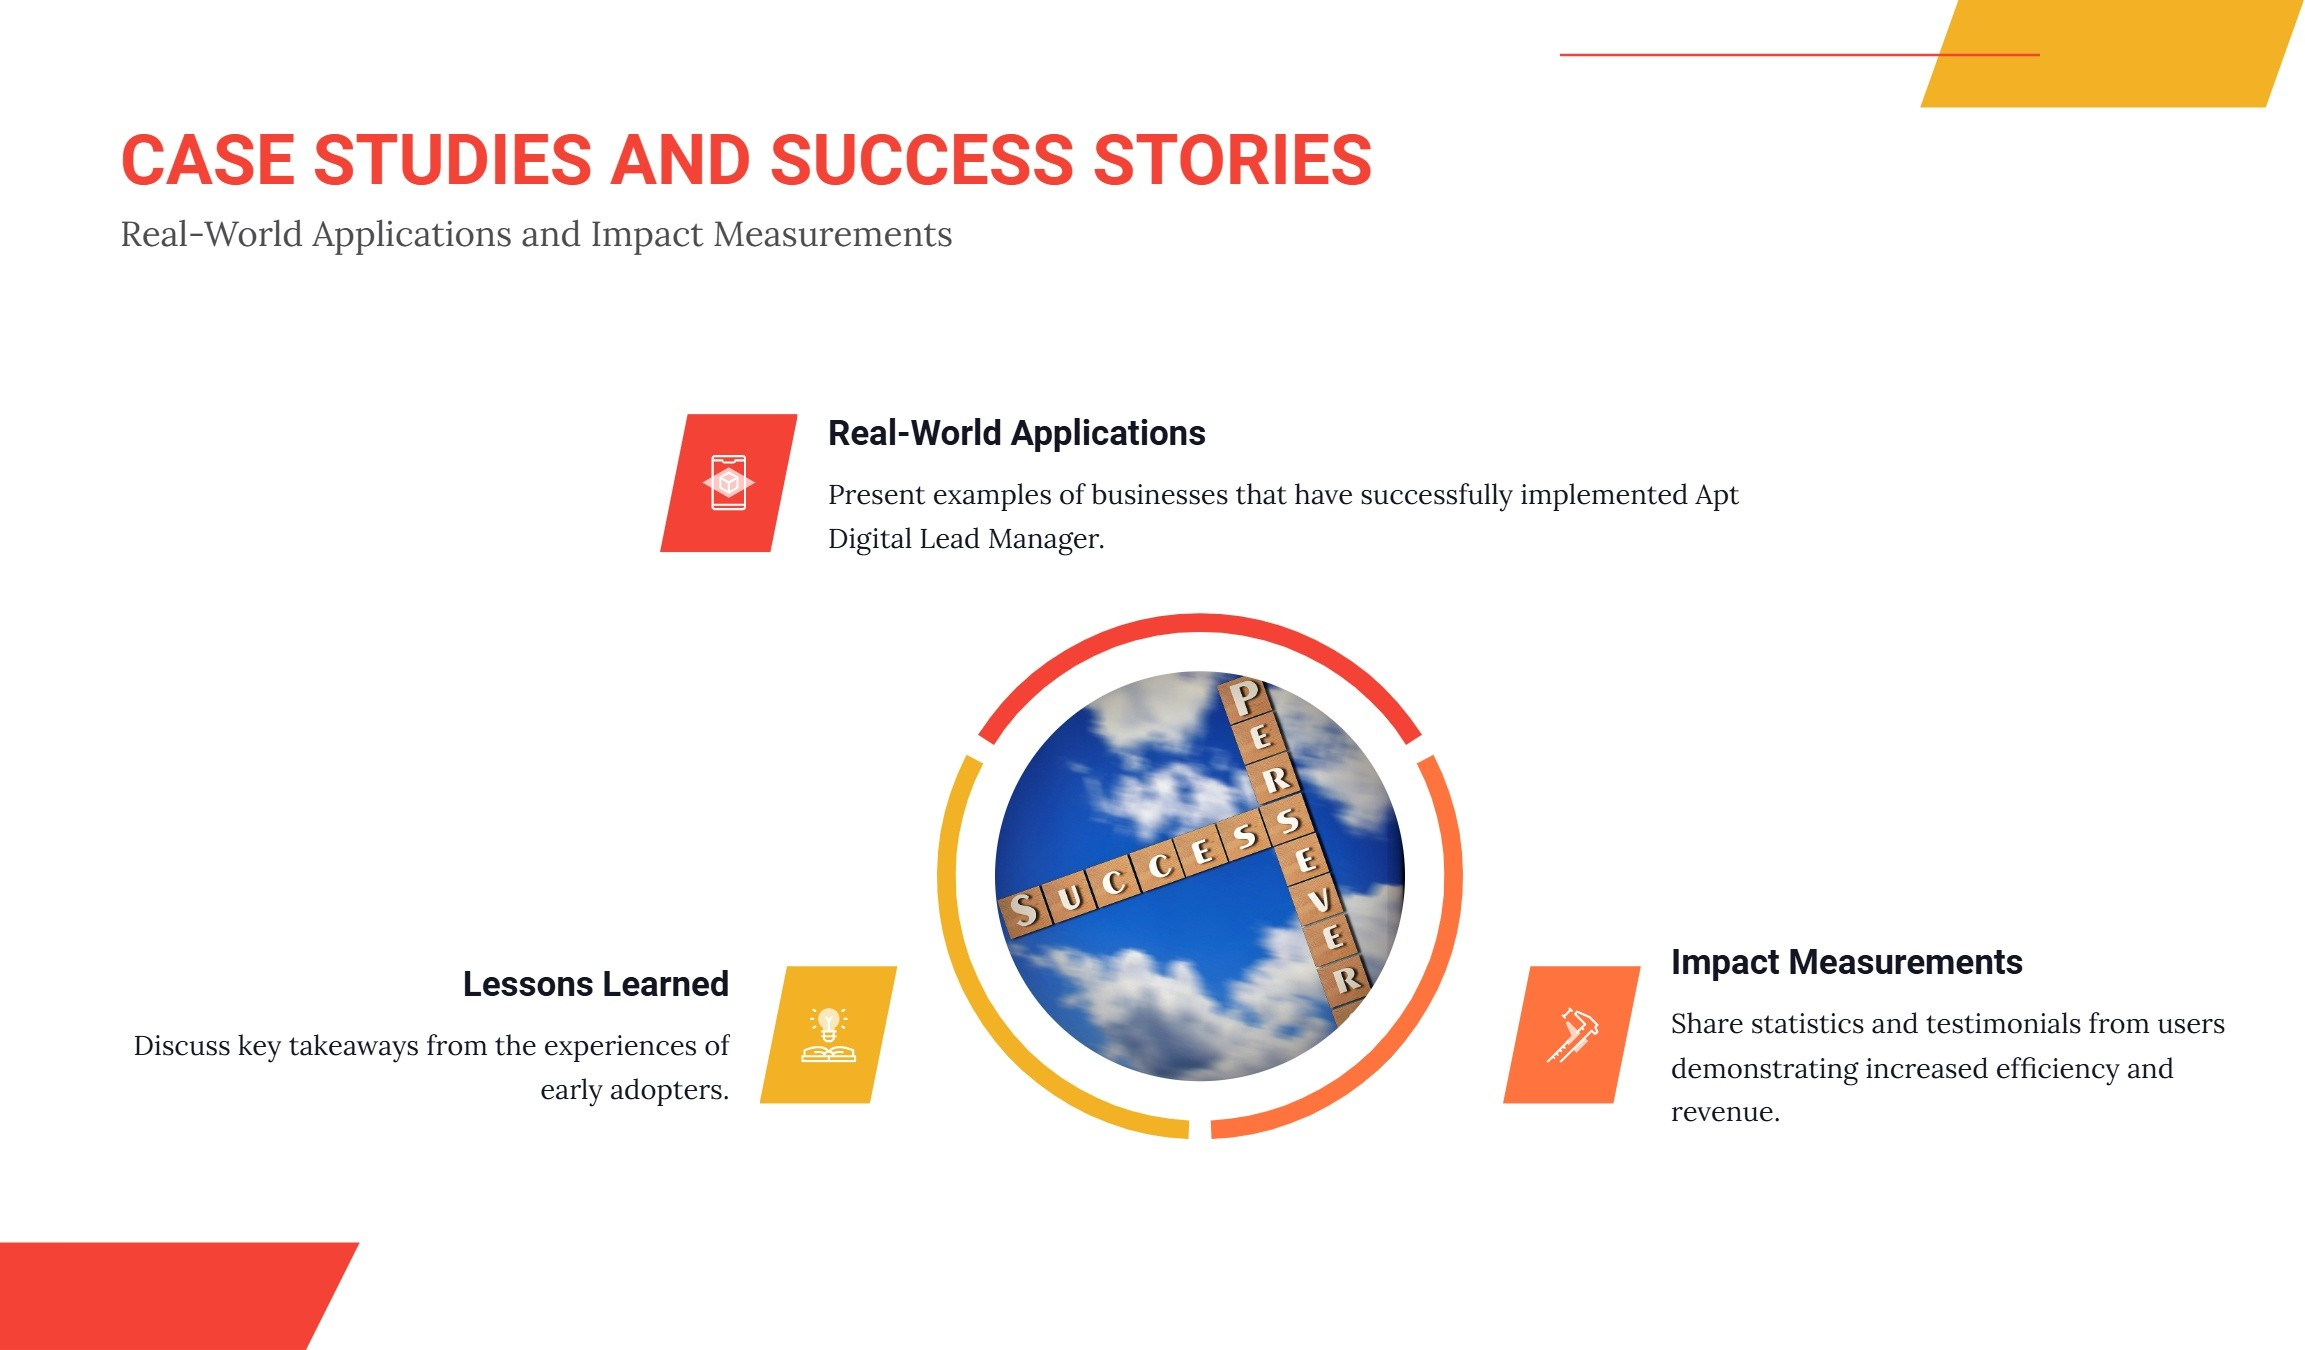 CASE STUDIES AND SUCCESS STORIES
Real-World Applications and Impact Measurements
Real-World Applications
Present examples of businesses that have successfully implemented Apt
Digital Lead Manager.
SUCCESS
PERSEVER
Lessons Learned
Discuss key takeaways from the experiences of
early adopters.
Impact Measurements
Share statistics and testimonials from users
demonstrating increased efficiency and
revenue.